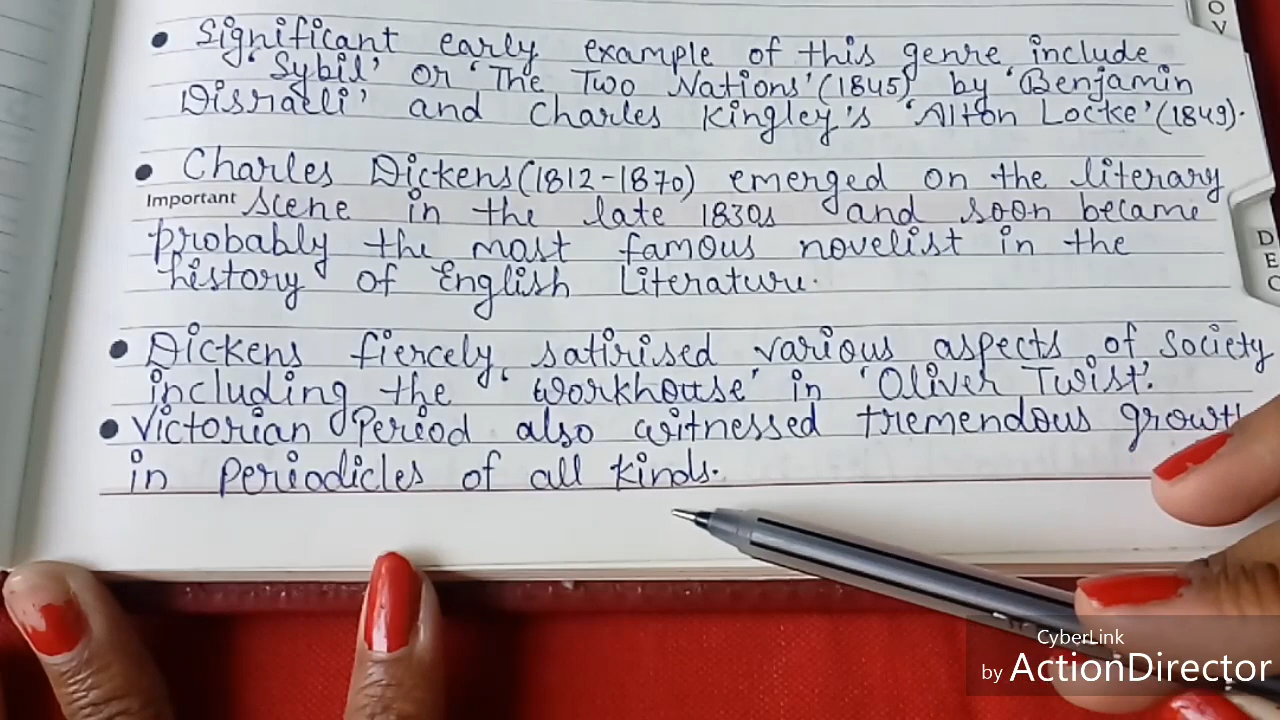 • Significant early example of this genre include
'Sybil' or 'The Two Nations' (1845) by 'Benjamin
Disraeli' and Charles Kingley's 'Alton Locke' (1849).
• Charles Dickens (1812-1870) emerged on the literary
Important scene in the late 1830s and soon became
probably the most famous novelist in the
history of English Literature.
• Dickens fiercely satirised various aspects of society
including the 'Workhouse' in 'Oliver Twist'.
• Victorian Period also witnessed tremendous growth
in Periodicles of all kinds.
O
V
D
E
C
CyberLink
by ActionDirector